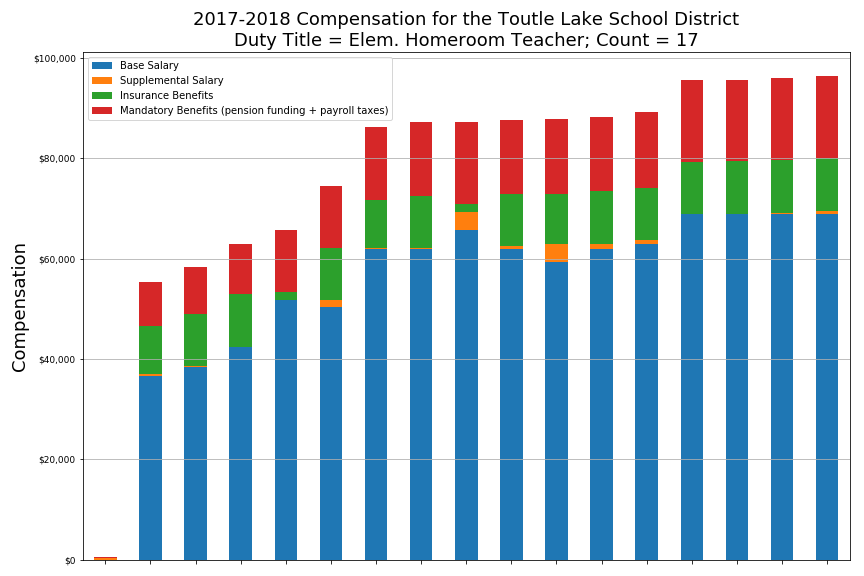 2017-2018 Compensation for the Toutle Lake School District
Duty Title = Elem. Homeroom Teacher; Count = 17
$100,000
Base Salary
Supplemental Salary
Insurance Benefits
Mandatory Benefits (pension funding + payroll taxes)
$80,000
$60,000
Compensation
$40,000
$20,000
$0